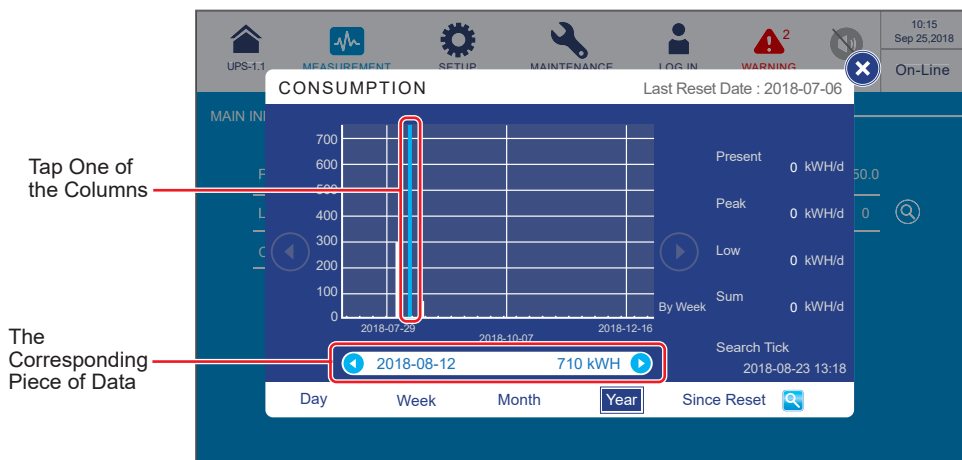 10:15
Sep 25,2018
2
UPS-1.1 MEASUREMENT SETUP MAINTENANCE LOG IN WARNING On-Line
CONSUMPTION Last Reset Date : 2018-07-06
MAIN IN
Tap One of
the Columns
700
600
500
400
300
200
100
0
2018-07-29
2018-10-07
2018-12-16
By Week
Present
0 kWH/d
Peak
0 kWH/d
Low
0 kWH/d
Sum
0 kWH/d
50.0
0
The
Corresponding
Piece of Data
2018-08-12 710 kWH
Search Tick
2018-08-23 13:18
Day Week Month Year Since Reset